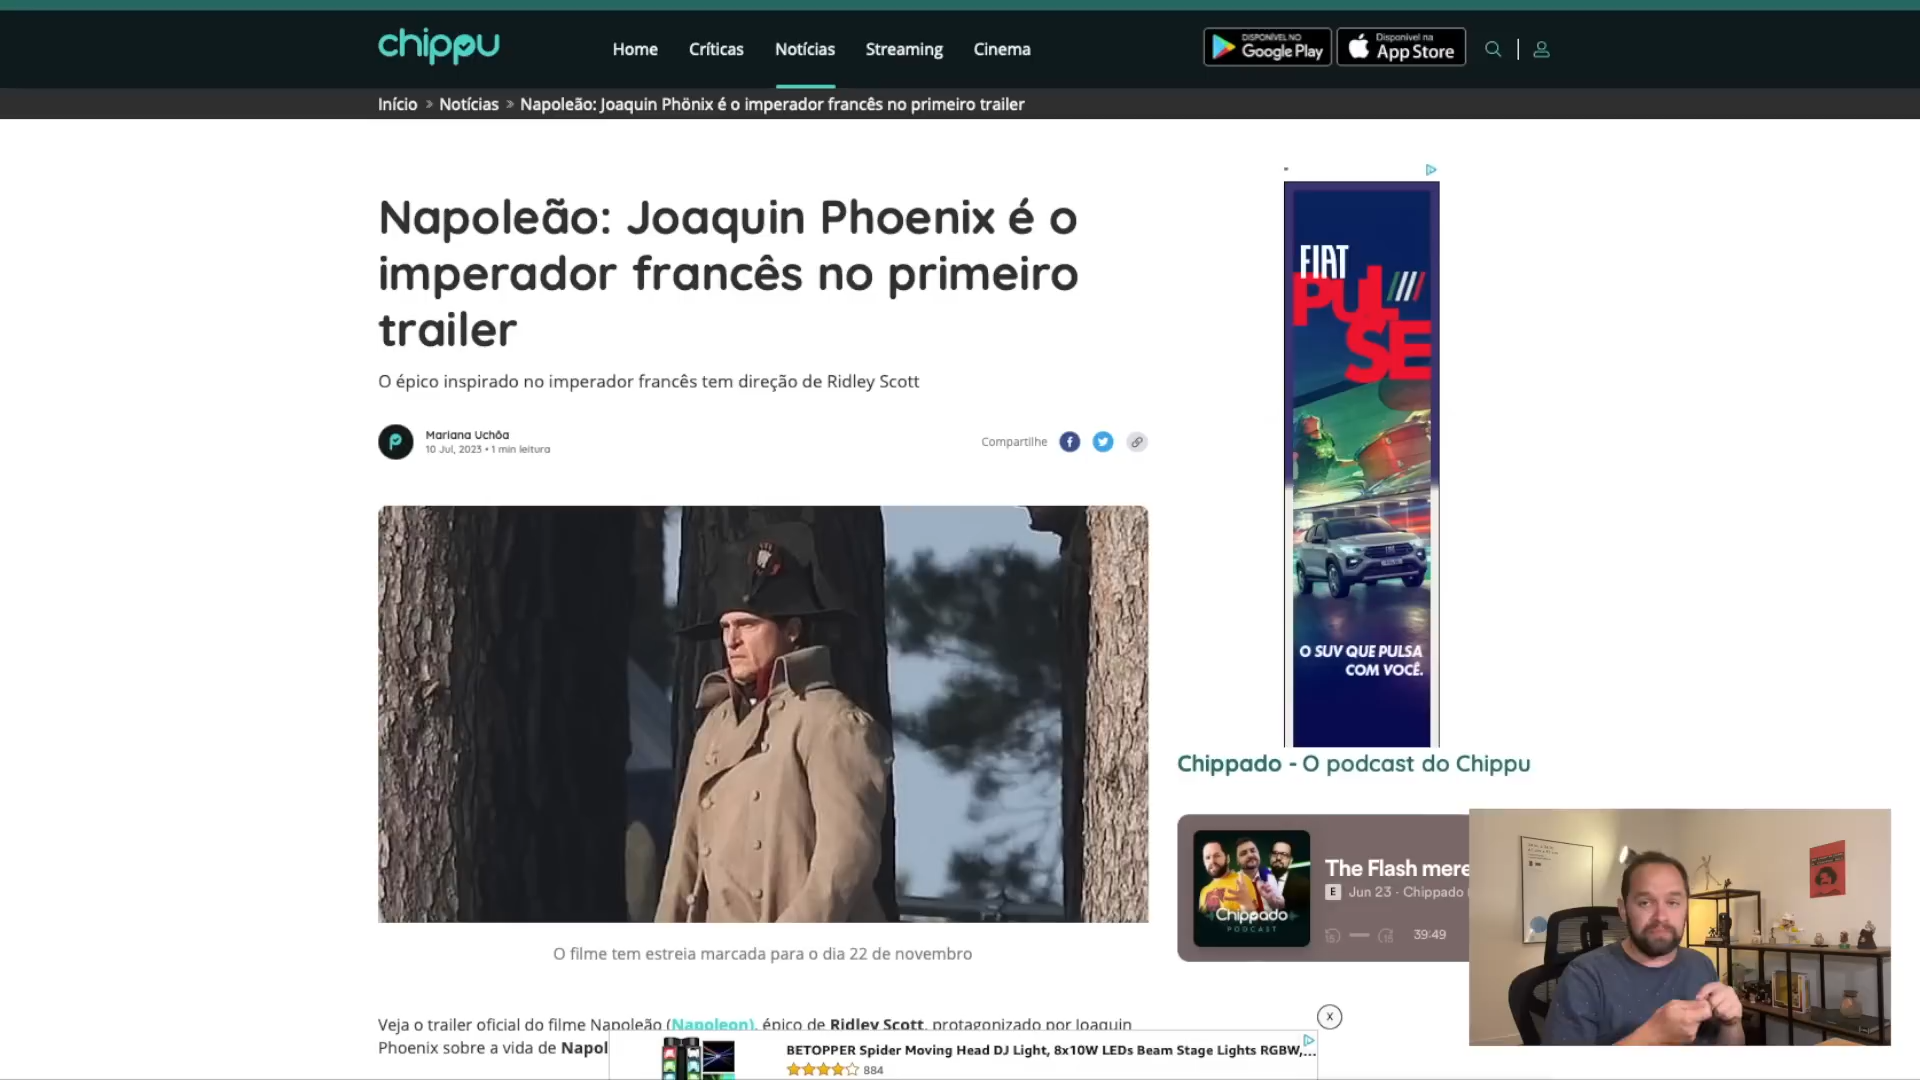 chippu
Home
Críticas
Notícias
Streaming
Cinema
DISPONÍVEL NO
Google Play
Disponível na
App Store
Início » Notícias » Napoleão: Joaquin Phönix é o imperador francês no primeiro trailer
Napoleão: Joaquin Phoenix é o
imperador francês no primeiro
trailer
O épico inspirado no imperador francês tem direção de Ridley Scott
Mariana Uchôa
10 Jul, 2023 • 1 min leitura
Compartilhe
FIAT
PULSE
O SUV QUE PULSA
COM VOCÊ.
O filme tem estreia marcada para o dia 22 de novembro
Veja o trailer oficial do filme Napoleão (Napoleon), épico de Ridley Scott, protagonizado por Joaquin
Phoenix sobre a vida de Napol
Chippado - O podcast do Chippu
Chippado
PODCAST
The Flash mere
E Jun 23 · Chippado
15
15
39:49
X
BETOPPER Spider Moving Head DJ Light, 8x10W LEDs Beam Stage Lights RGBW,...
884